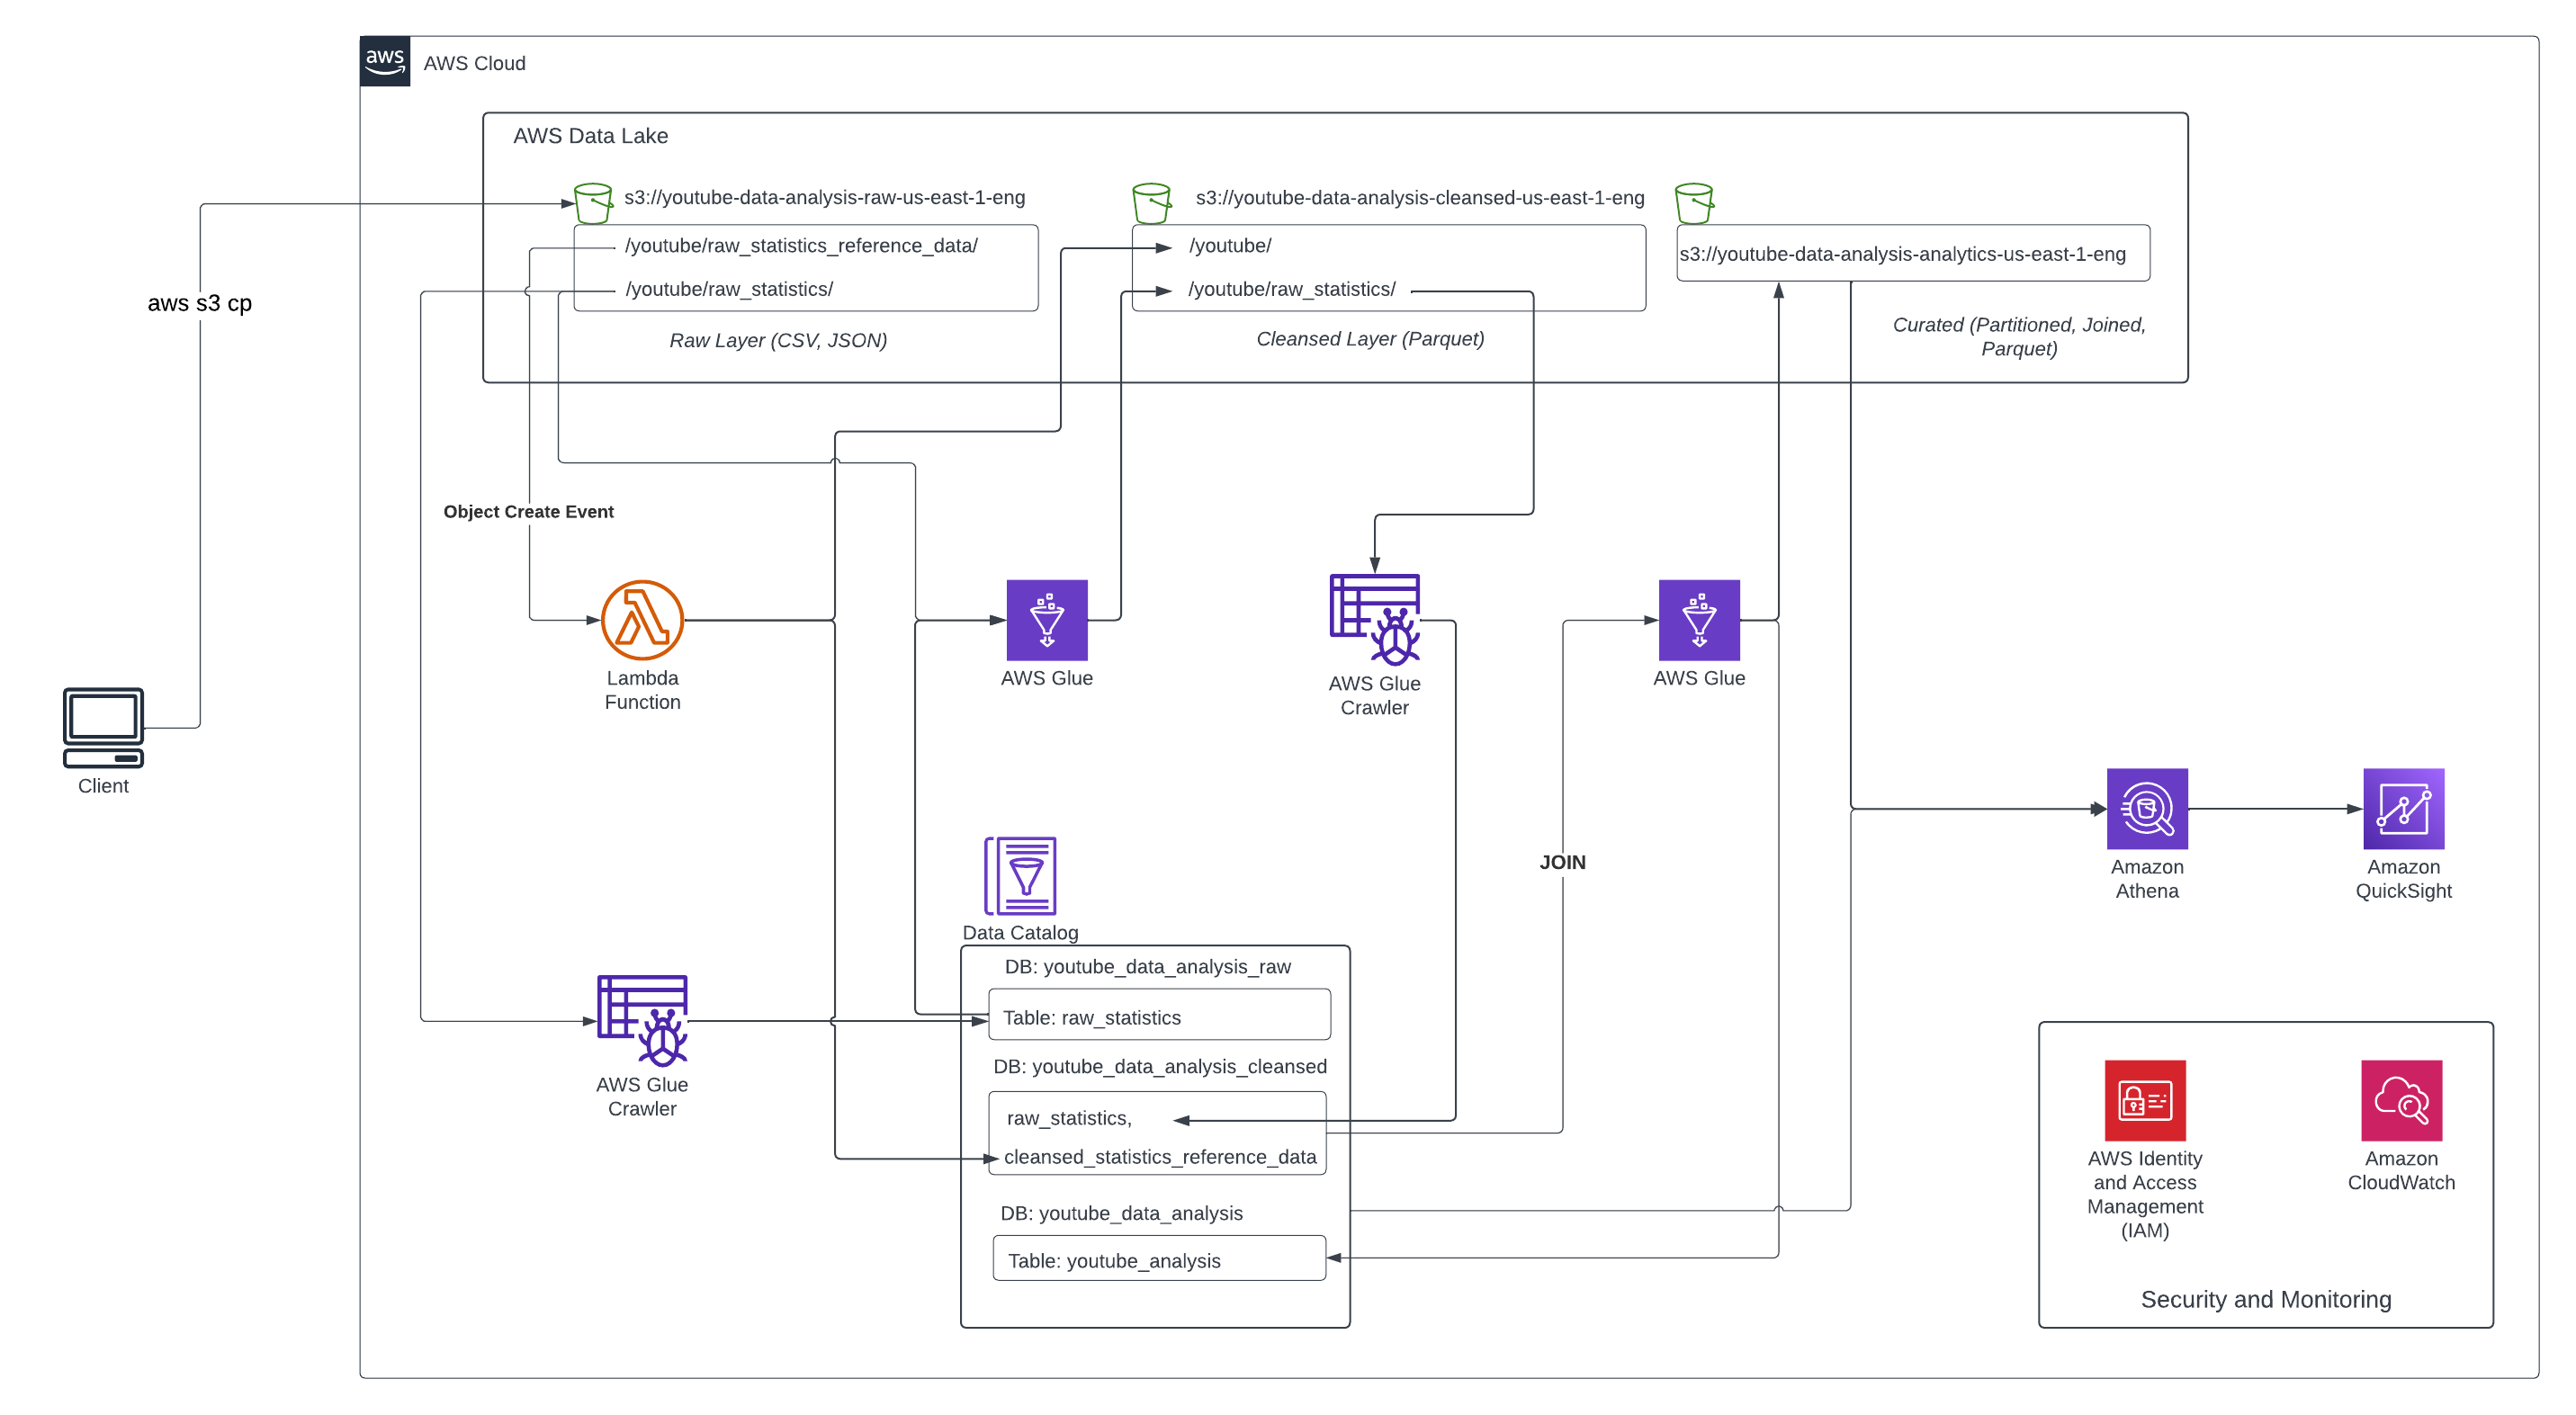 aws
AWS Cloud
AWS Data Lake
s3://youtube-data-analysis-raw-us-east-1-eng
/youtube/raw_statistics_reference_data/
/youtube/raw_statistics/
Raw Layer (CSV, JSON)
s3://youtube-data-analysis-cleansed-us-east-1-eng
/youtube/
/youtube/raw_statistics/
Cleansed Layer (Parquet)
s3://youtube-data-analysis-analytics-us-east-1-eng
Curated (Partitioned, Joined,
Parquet)
aws s3 cp
Object Create Event
Client
Lambda
Function
AWS Glue
AWS Glue
Crawler
AWS Glue
JOIN
Amazon
Athena
Amazon
QuickSight
AWS Glue
Crawler
Data Catalog
DB: youtube_data_analysis_raw
Table: raw_statistics
DB: youtube_data_analysis_cleansed
raw_statistics,
cleansed_statistics_reference_data
DB: youtube_data_analysis
Table: youtube_analysis
AWS Identity
and Access
Management
(IAM)
Amazon
CloudWatch
Security and Monitoring